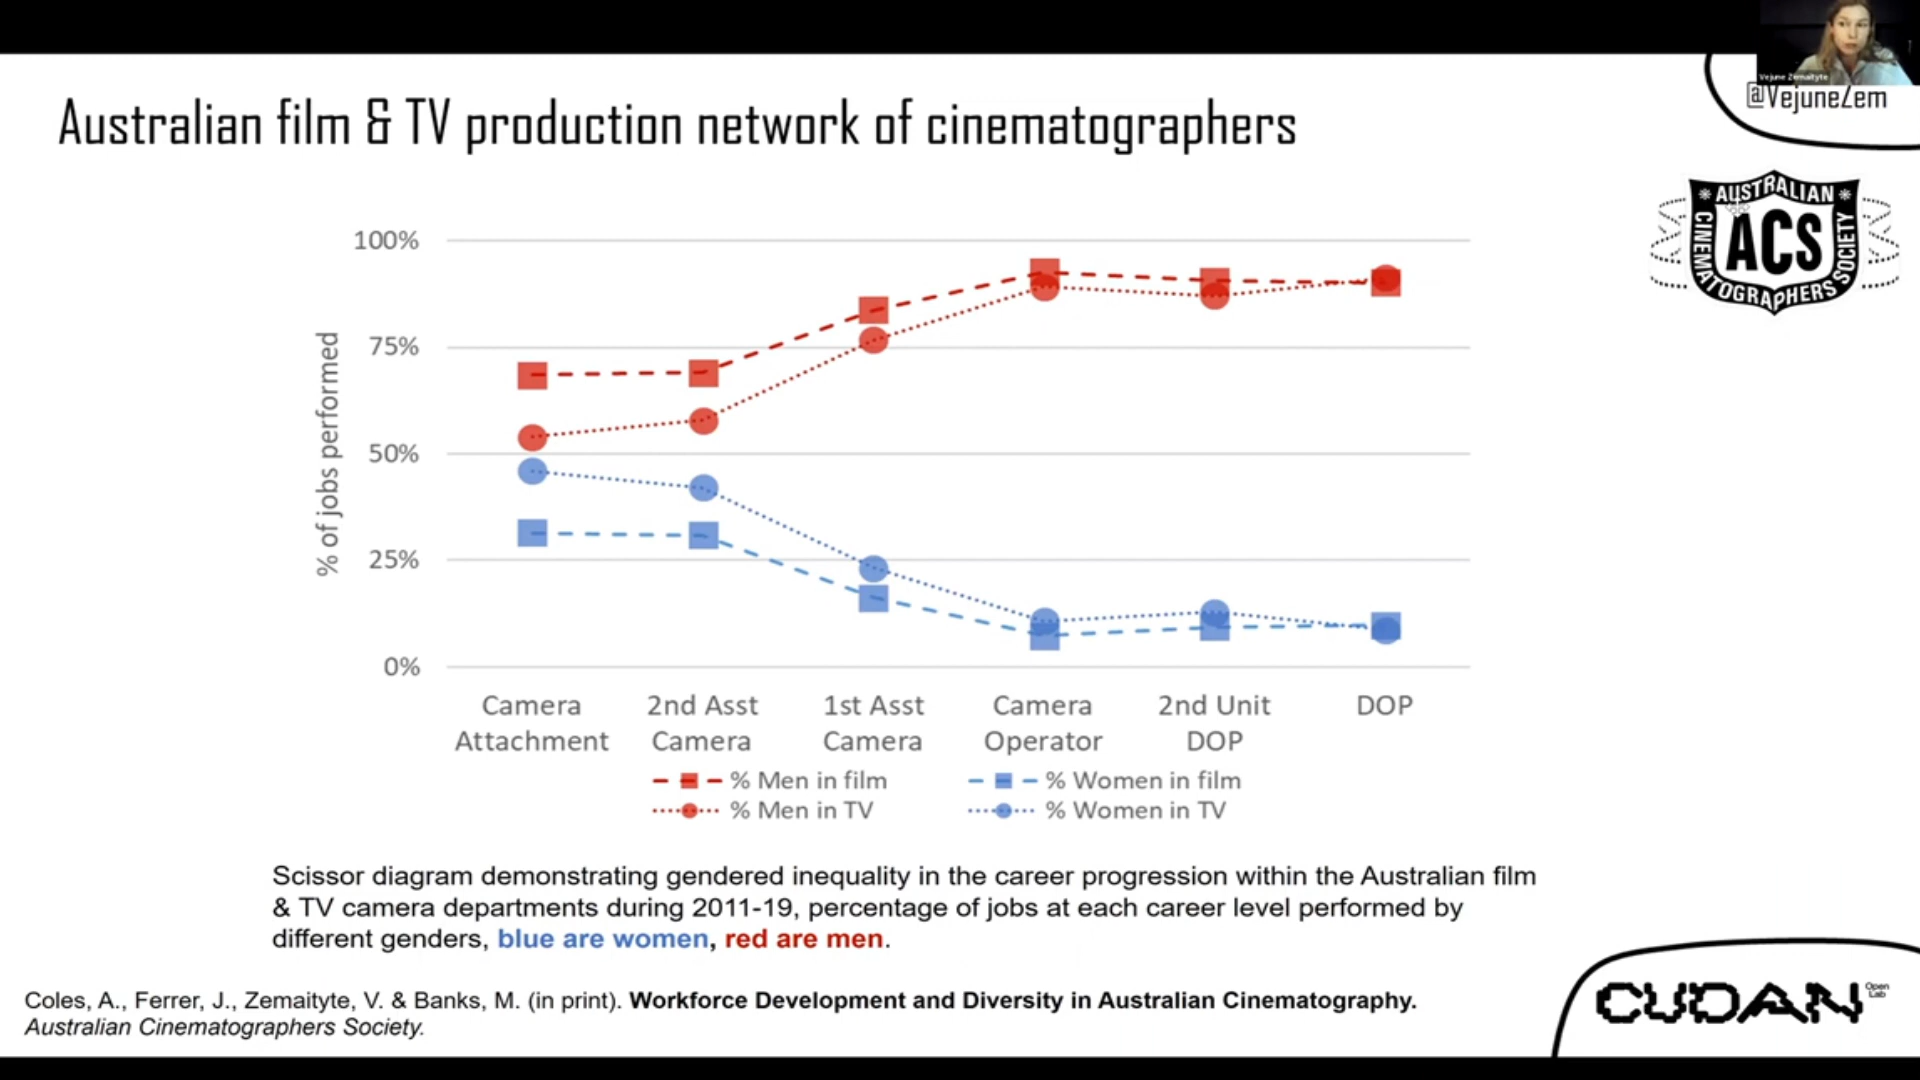 Vejune Zemaityte
@VejuneZem
Australian film & TV production network of cinematographers
AUSTRALIAN
CINEMATOGRAPHERS SOCIETY
ACS
100%
75%
50%
25%
0%
% of jobs performed
Camera Attachment
2nd Asst Camera
1st Asst Camera
Camera Operator
2nd Unit DOP
DOP
% Men in film
% Women in film
% Men in TV
% Women in TV
Scissor diagram demonstrating gendered inequality in the career progression within the Australian film
& TV camera departments during 2011-19, percentage of jobs at each career level performed by
different genders, blue are women, red are men.
Coles, A., Ferrer, J., Zemaityte, V. & Banks, M. (in print). Workforce Development and Diversity in Australian Cinematography.
Australian Cinematographers Society.
CUDAN
Open
Lab